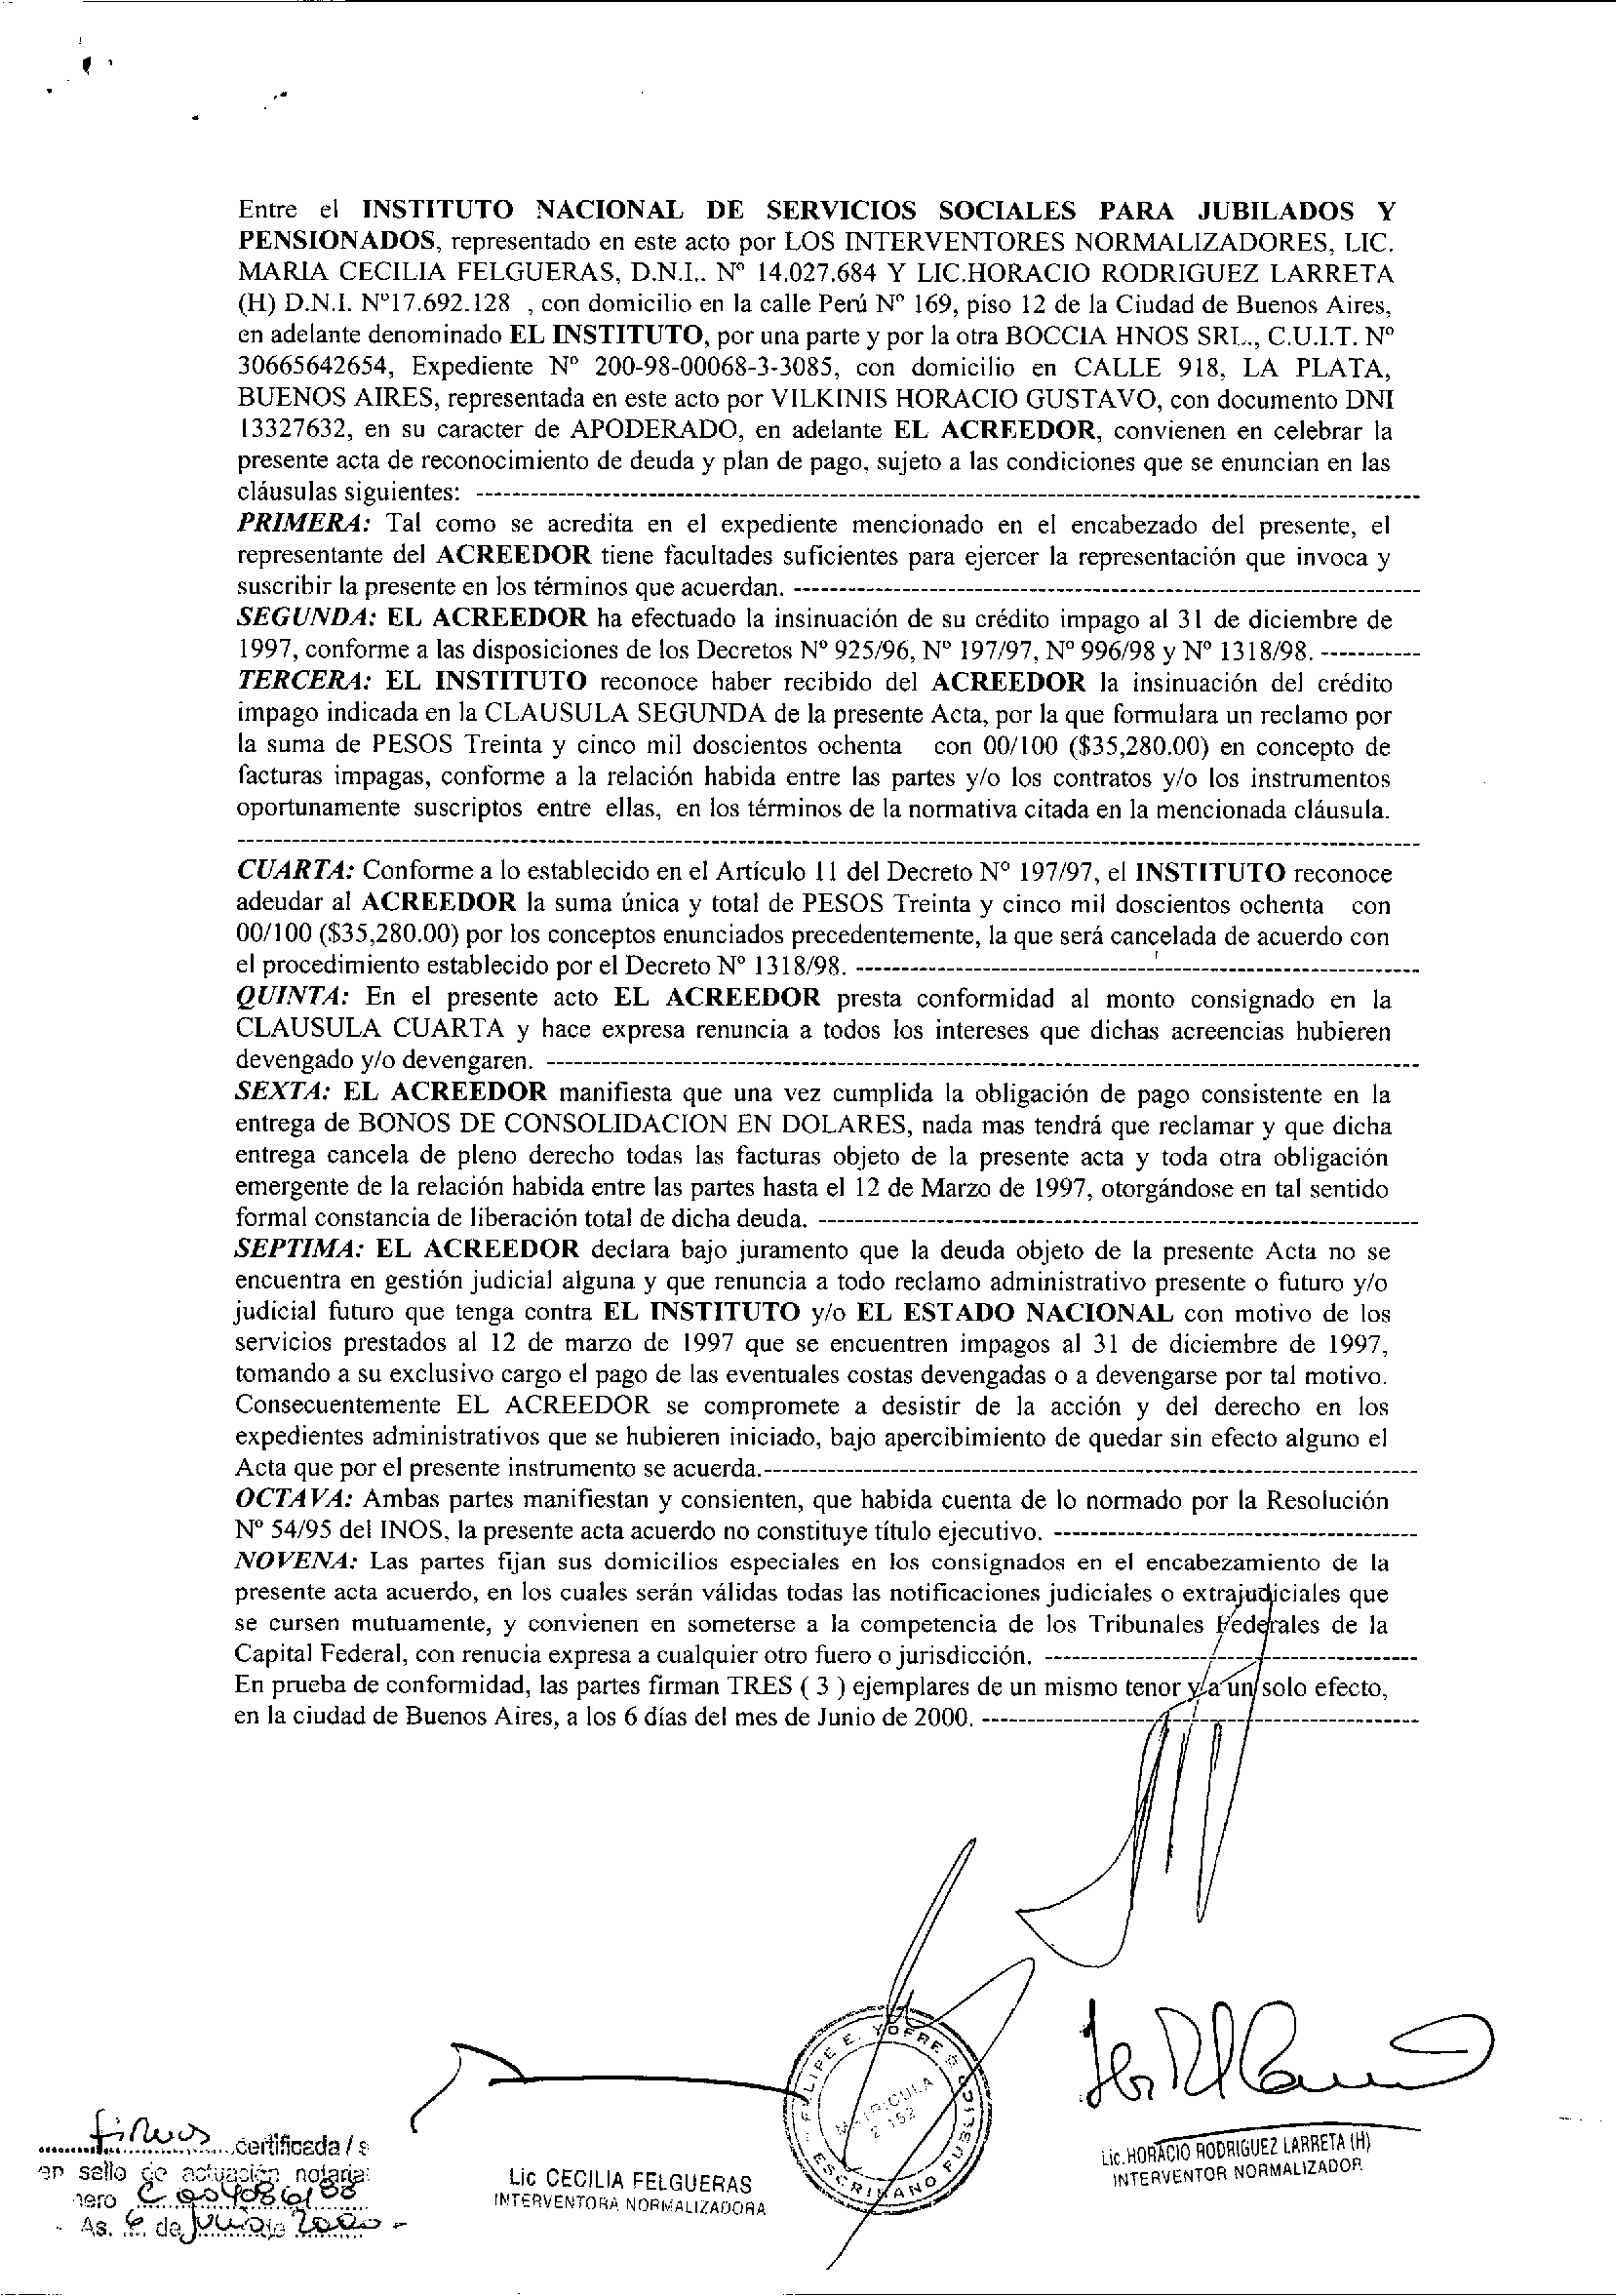 Entre el INSTITUTO NACIONAL DE SERVICIOS SOCIALES PARA JUBILADOS Y
PENSIONADOS, representado en este acto por LOS INTERVENTORES NORMALIZADORES, LIC.
MARIA CECILIA FELGUERAS, D.N.I.. Nº 14.027.684 Y LIC.HORACIO RODRIGUEZ LARRETA
(H) D.N.I. Nº17.692.128 , con domicilio en la calle Perú Nº 169, piso 12 de la Ciudad de Buenos Aires,
en adelante denominado EL INSTITUTO, por una parte y por la otra BOCCIA HNOS SRL., C.U.I.T. Nº
30665642654, Expediente Nº 200-98-00068-3-3085, con domicilio en CALLE 918, LA PLATA,
BUENOS AIRES, representada en este acto por VILKINIS HORACIO GUSTAVO, con documento DNI
13327632, en su caracter de APODERADO, en adelante EL ACREEDOR, convienen en celebrar la
presente acta de reconocimiento de deuda y plan de pago, sujeto a las condiciones que se enuncian en las
cláusulas siguientes: ------------------------------------------------------------
PRIMERA: Tal como se acredita en el expediente mencionado en el encabezado del presente, el
representante del ACREEDOR tiene facultades suficientes para ejercer la representación que invoca y
suscribir la presente en los términos que acuerdan. ----------------------------------------
SEGUNDA: EL ACREEDOR ha efectuado la insinuación de su crédito impago al 31 de diciembre de
1997, conforme a las disposiciones de los Decretos Nº 925/96, Nº 197/97, Nº 996/98 y Nº 1318/98. -----------
TERCERA: EL INSTITUTO reconoce haber recibido del ACREEDOR la insinuación del crédito
impago indicada en la CLAUSULA SEGUNDA de la presente Acta, por la que formulara un reclamo por
la suma de PESOS Treinta y cinco mil doscientos ochenta con 00/100 ($35,280.00) en concepto de
facturas impagas, conforme a la relación habida entre las partes y/o los contratos y/o los instrumentos
oportunamente suscriptos entre ellas, en los términos de la normativa citada en la mencionada cláusula.
------------------------------------------------------------
CUARTA: Conforme a lo establecido en el Artículo 11 del Decreto Nº 197/97, el INSTITUTO reconoce
adeudar al ACREEDOR la suma única y total de PESOS Treinta y cinco mil doscientos ochenta con
00/100 ($35,280.00) por los conceptos enunciados precedentemente, la que será cancelada de acuerdo con
el procedimiento establecido por el Decreto Nº 1318/98. ----------------------------------------
QUINTA: En el presente acto EL ACREEDOR presta conformidad al monto consignado en la
CLAUSULA CUARTA y hace expresa renuncia a todos los intereses que dichas acreencias hubieren
devengado y/o devengaren. ------------------------------------------------------------
SEXTA: EL ACREEDOR manifiesta que una vez cumplida la obligación de pago consistente en la
entrega de BONOS DE CONSOLIDACION EN DOLARES, nada mas tendrá que reclamar y que dicha
entrega cancela de pleno derecho todas las facturas objeto de la presente acta y toda otra obligación
emergente de la relación habida entre las partes hasta el 12 de Marzo de 1997, otorgándose en tal sentido
formal constancia de liberación total de dicha deuda. ----------------------------------------
SEPTIMA: EL ACREEDOR declara bajo juramento que la deuda objeto de la presente Acta no se
encuentra en gestión judicial alguna y que renuncia a todo reclamo administrativo presente o futuro y/o
judicial futuro que tenga contra EL INSTITUTO y/o EL ESTADO NACIONAL con motivo de los
servicios prestados al 12 de marzo de 1997 que se encuentren impagos al 31 de diciembre de 1997,
tomando a su exclusivo cargo el pago de las eventuales costas devengadas o a devengarse por tal motivo.
Consecuentemente EL ACREEDOR se compromete a desistir de la acción y del derecho en los
expedientes administrativos que se hubieren iniciado, bajo apercibimiento de quedar sin efecto alguno el
Acta que por el presente instrumento se acuerda.----------------------------------------
OCTAVA: Ambas partes manifiestan y consienten, que habida cuenta de lo normado por la Resolución
Nº 54/95 del INOS, la presente acta acuerdo no constituye título ejecutivo. ----------------------------------------
NOVENA: Las partes fijan sus domicilios especiales en los consignados en el encabezamiento de la
presente acta acuerdo, en los cuales serán válidas todas las notificaciones judiciales o extrajudiciales que
se cursen mutuamente, y convienen en someterse a la competencia de los Tribunales Federales de la
Capital Federal, con renucia expresa a cualquier otro fuero o jurisdicción. ----------------------------------------
En prueba de conformidad, las partes firman TRES ( 3 ) ejemplares de un mismo tenor y a un solo efecto,
en la ciudad de Buenos Aires, a los 6 días del mes de Junio de 2000. ----------------------------------------
FELIPE E. YOFRE
ESCRIBANO PUBLICO
MATRICULA
firmas certificada/s
en sello de actuación notarial
As. 6 de Junio de 2000 -
Lic CECILIA FELGUERAS
INTERVENTORA NORMALIZADORA
Lic. HORACIO RODRIGUEZ LARRETA (H)
INTERVENTOR NORMALIZADOR